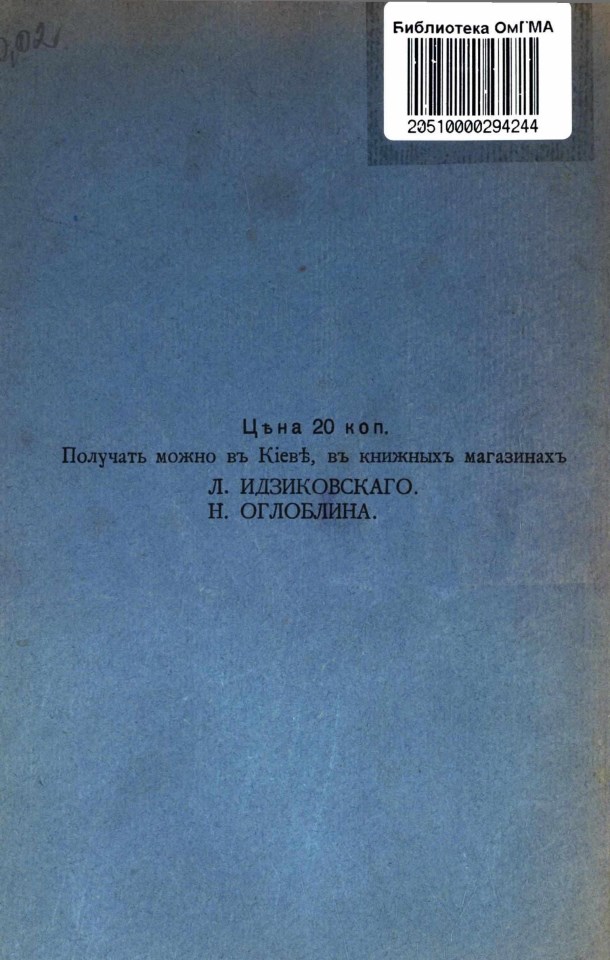 Библиотека ОмГМА
20510000294244
Цѣна 20 коп.
Получать можно въ Кіевѣ, въ книжныхъ магазинахъ
Л. ИДЗИКОВСКАГО.
Н. ОГЛОБЛИНА.